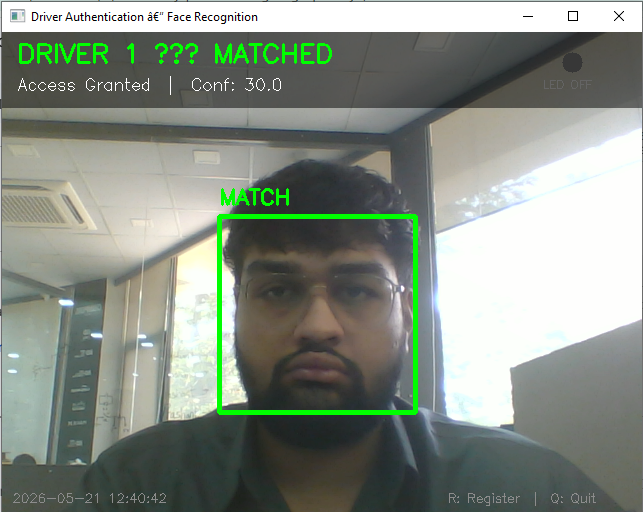 Driver Authentication â€“ Face Recognition
DRIVER 1 ??? MATCHED
Access Granted | Conf: 30.0
LED OFF
MATCH
2026-05-21 12:40:42
R: Register | Q: Quit